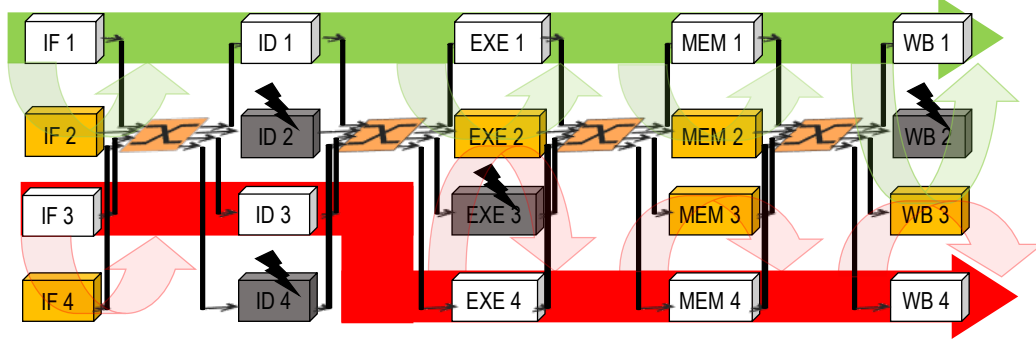 IF 1 ID 1 EXE 1 MEM 1 WB 1
IF 2 ID 2 EXE 2 MEM 2 WB 2
IF 3 ID 3 EXE 3 MEM 3 WB 3
IF 4 ID 4 EXE 4 MEM 4 WB 4